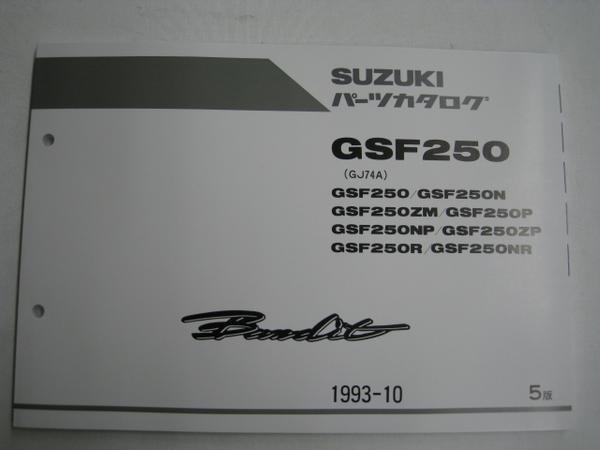 SUZUKI
パーツカタログ
GSF250
(GJ74A)
GSF250/GSF250N
GSF250ZM/GSF250P
GSF250NP/GSF250ZP
GSF250R/GSF250NR
Bandit
1993-10
5版